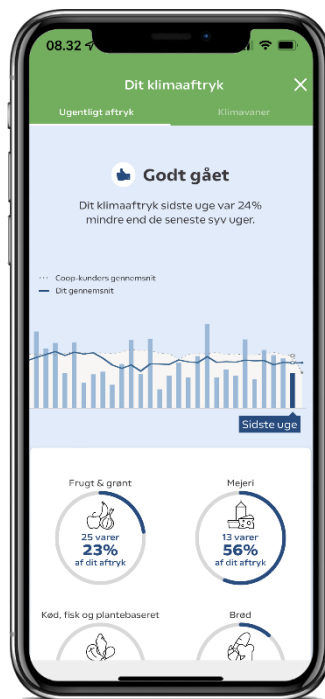 08.32
Dit klimaaftryk
Ugentligt aftryk
Klimavaner
Godt gået
Dit klimaaftryk sidste uge var 24%
mindre end de seneste syv uger.
Coop-kunders gennemsnit
Dit gennemsnit
Sidste uge
Frugt & grønt
25 varer
23%
af dit aftryk
Mejeri
13 varer
56%
af dit aftryk
Kød, fisk og plantebaseret
Brød